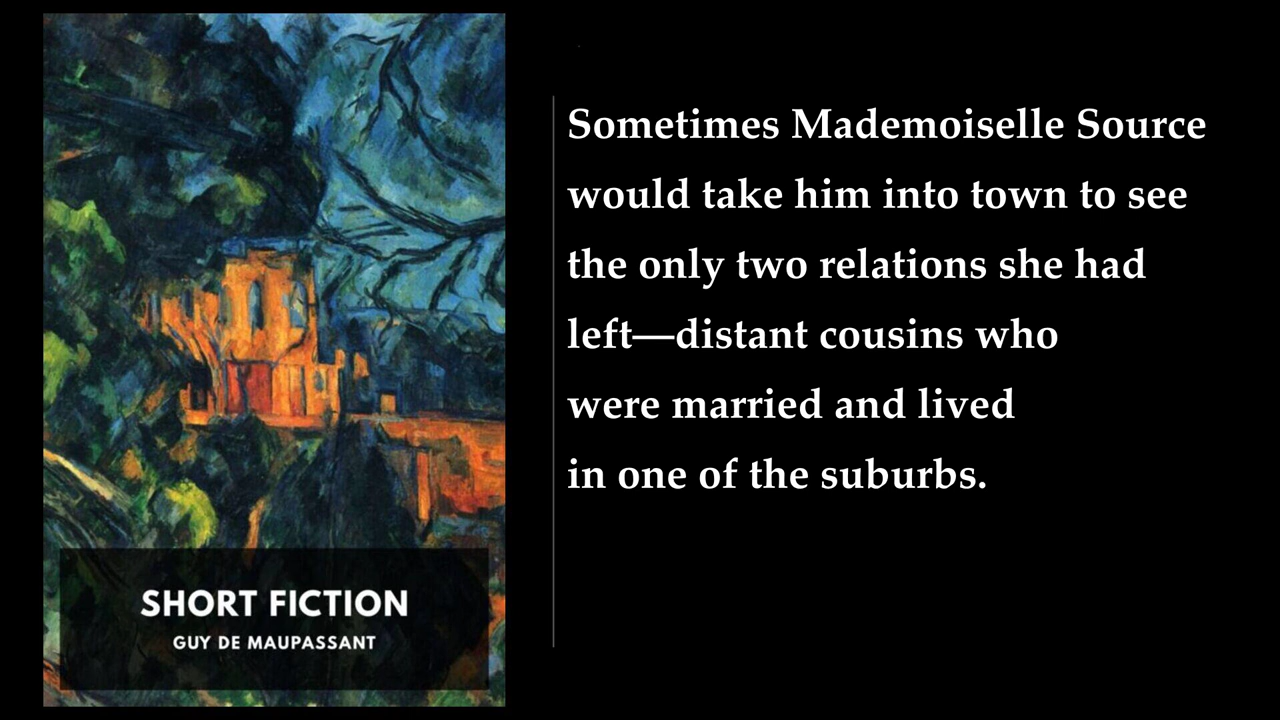 SHORT FICTION
GUY DE MAUPASSANT
Sometimes Mademoiselle Source
would take him into town to see
the only two relations she had
left—distant cousins who
were married and lived
in one of the suburbs.